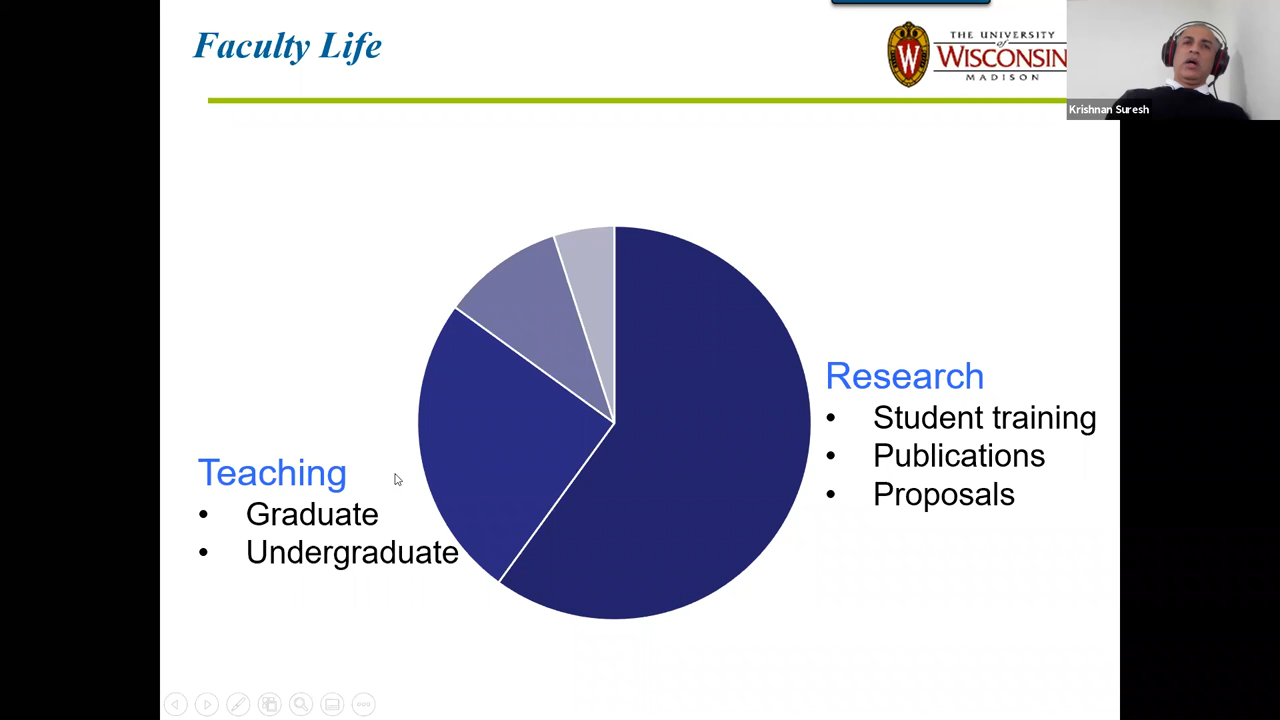 Faculty Life
THE UNIVERSITY
of
WISCONSIN
MADISON
Krishnan Suresh
Research
• Student training
• Publications
• Proposals
Teaching
• Graduate
• Undergraduate